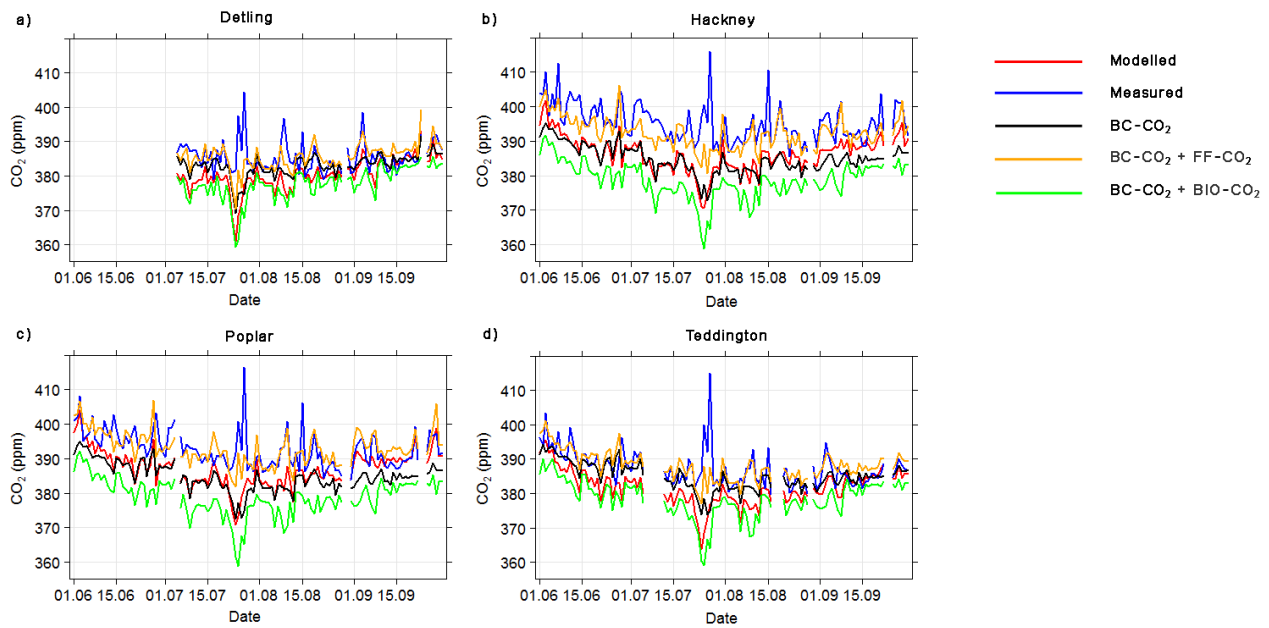 a) Detling
CO₂ (ppm)
410
400
390
380
370
360
01.06 15.06 01.07 15.07 01.08 15.08 01.09 15.09
Date
b) Hackney
CO₂ (ppm)
410
400
390
380
370
360
01.06 15.06 01.07 15.07 01.08 15.08 01.09 15.09
Date
Modelled
Measured
BC-CO₂
BC-CO₂ + FF-CO₂
BC-CO₂ + BIO-CO₂
c) Poplar
CO₂ (ppm)
410
400
390
380
370
360
01.06 15.06 01.07 15.07 01.08 15.08 01.09 15.09
Date
d) Teddington
CO₂ (ppm)
410
400
390
380
370
360
01.06 15.06 01.07 15.07 01.08 15.08 01.09 15.09
Date